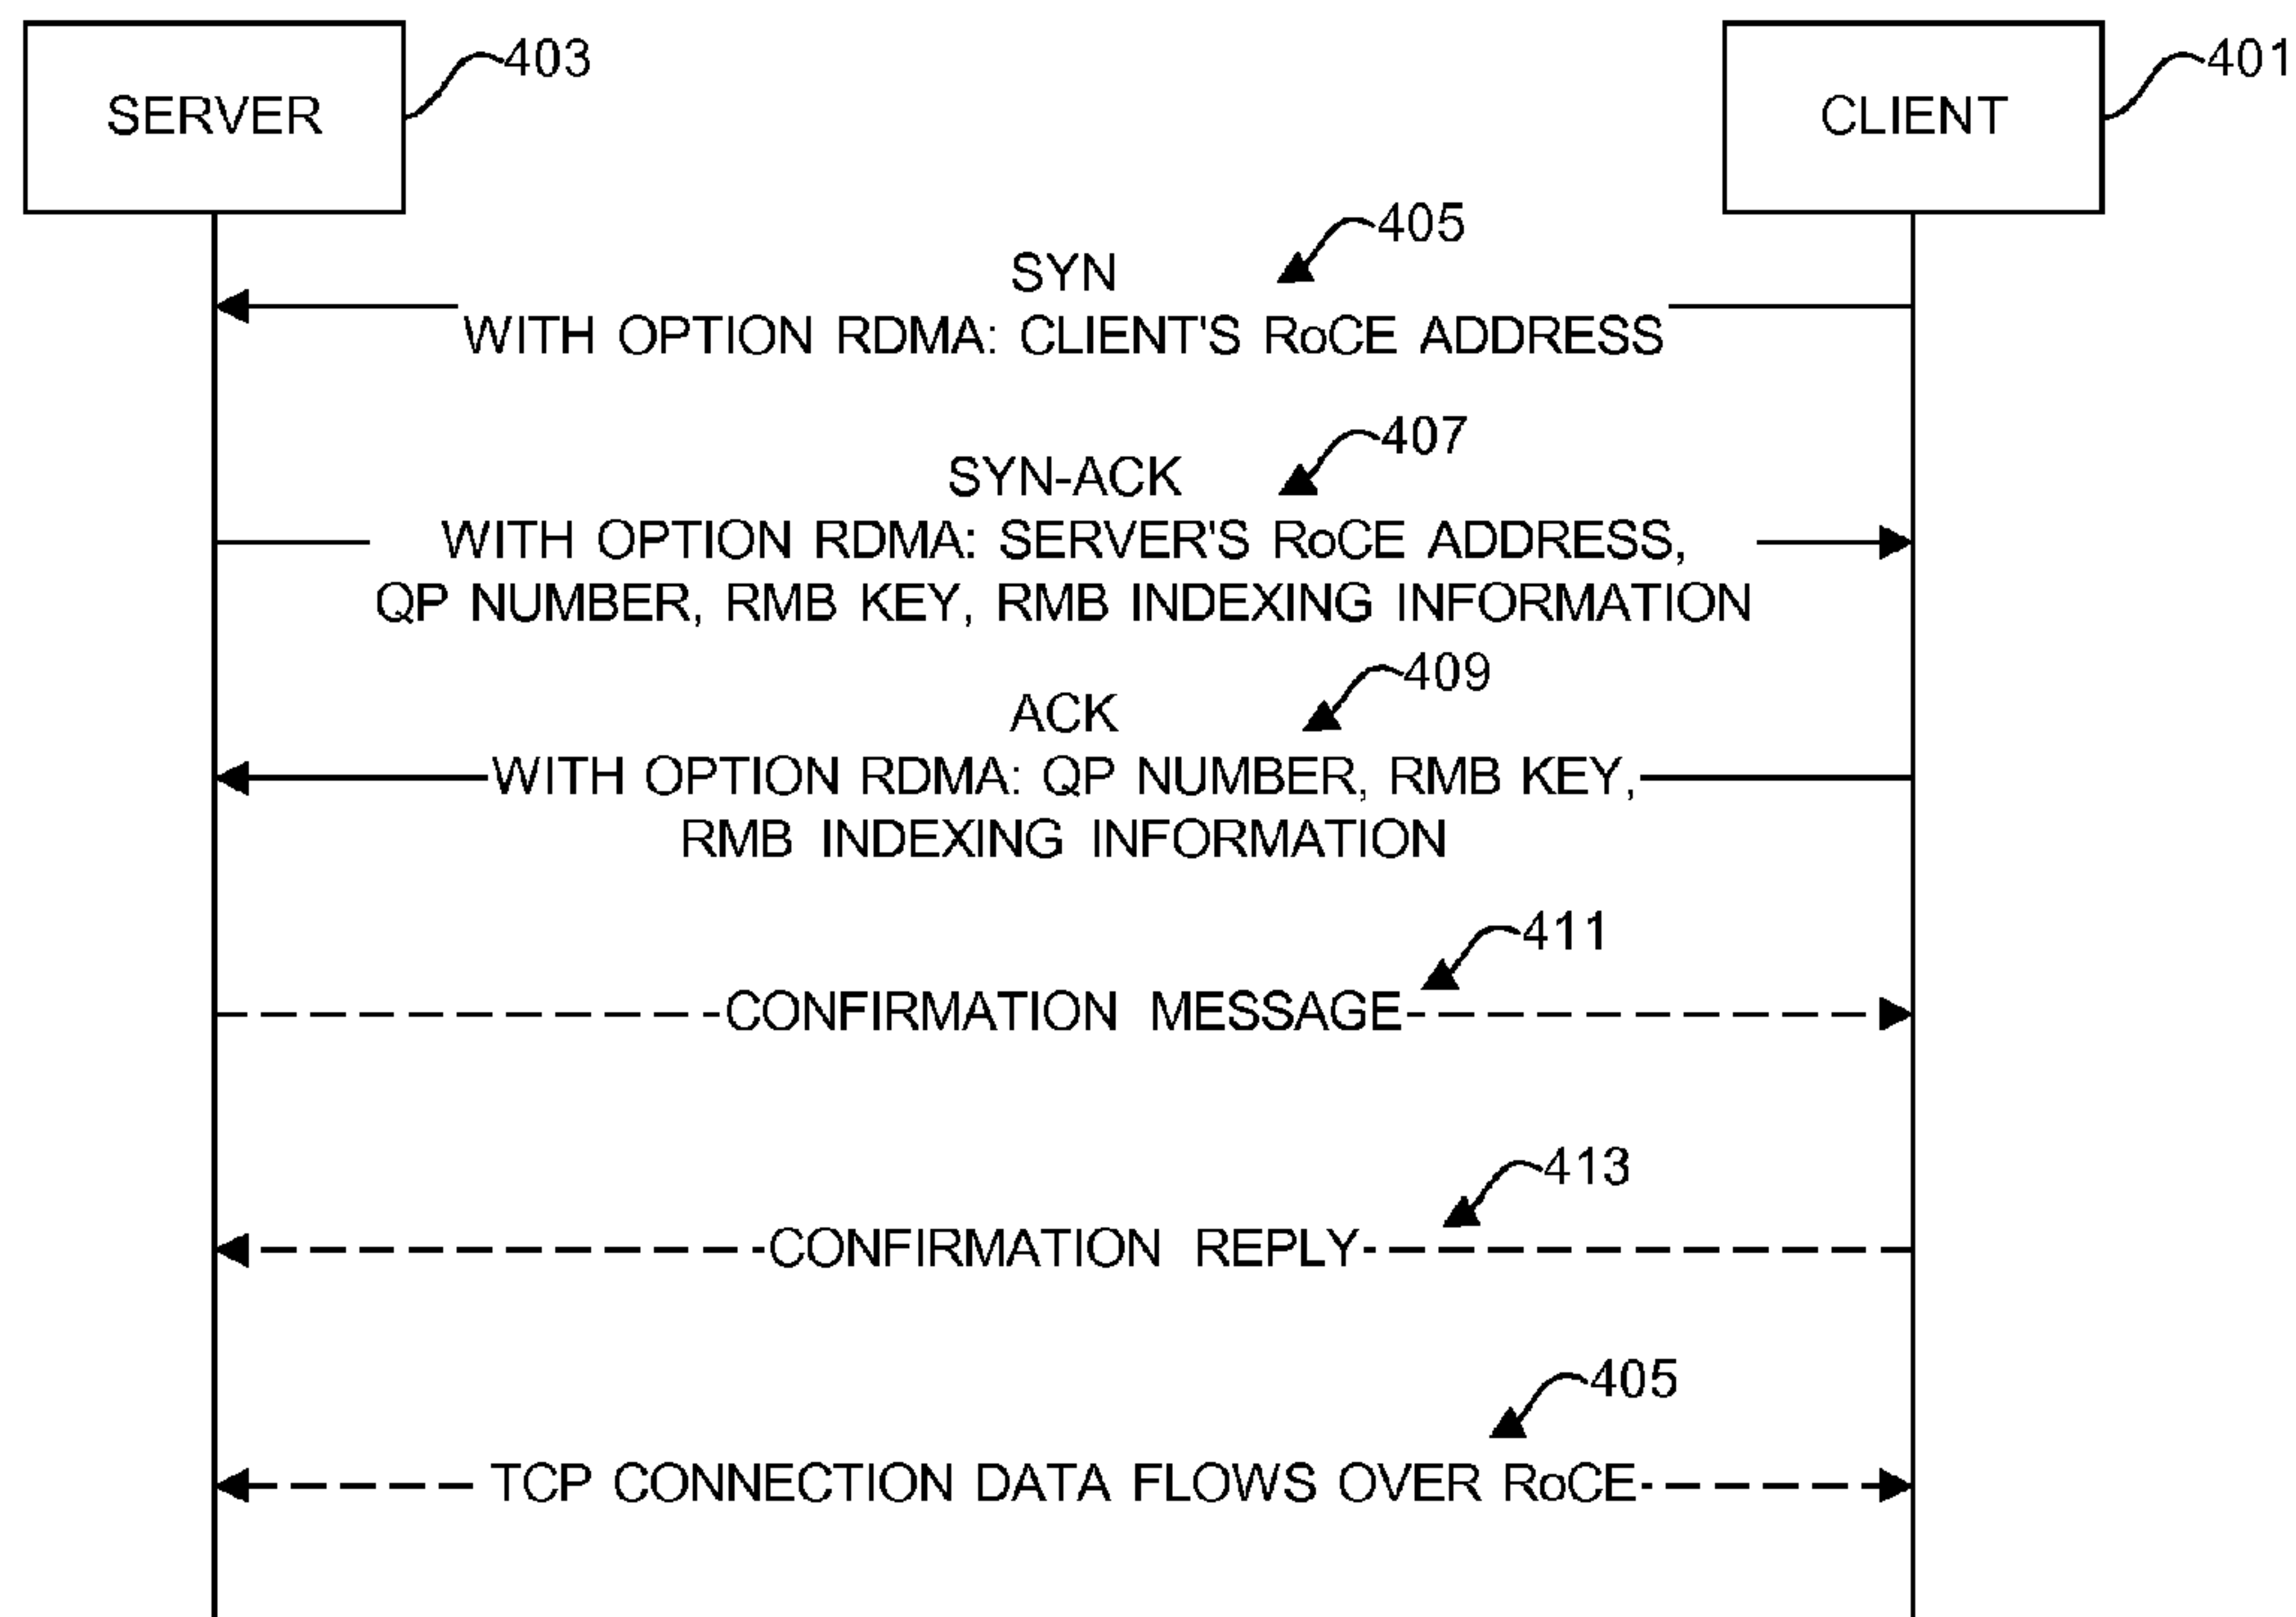 403
401
SERVER
CLIENT
405
SYN
WITH OPTION RDMA: CLIENT'S RoCE ADDRESS
407
SYN-ACK
WITH OPTION RDMA: SERVER'S RoCE ADDRESS,
QP NUMBER, RMB KEY, RMB INDEXING INFORMATION
409
ACK
WITH OPTION RDMA: QP NUMBER, RMB KEY,
RMB INDEXING INFORMATION
411
CONFIRMATION MESSAGE
413
CONFIRMATION REPLY
405
TCP CONNECTION DATA FLOWS OVER RoCE